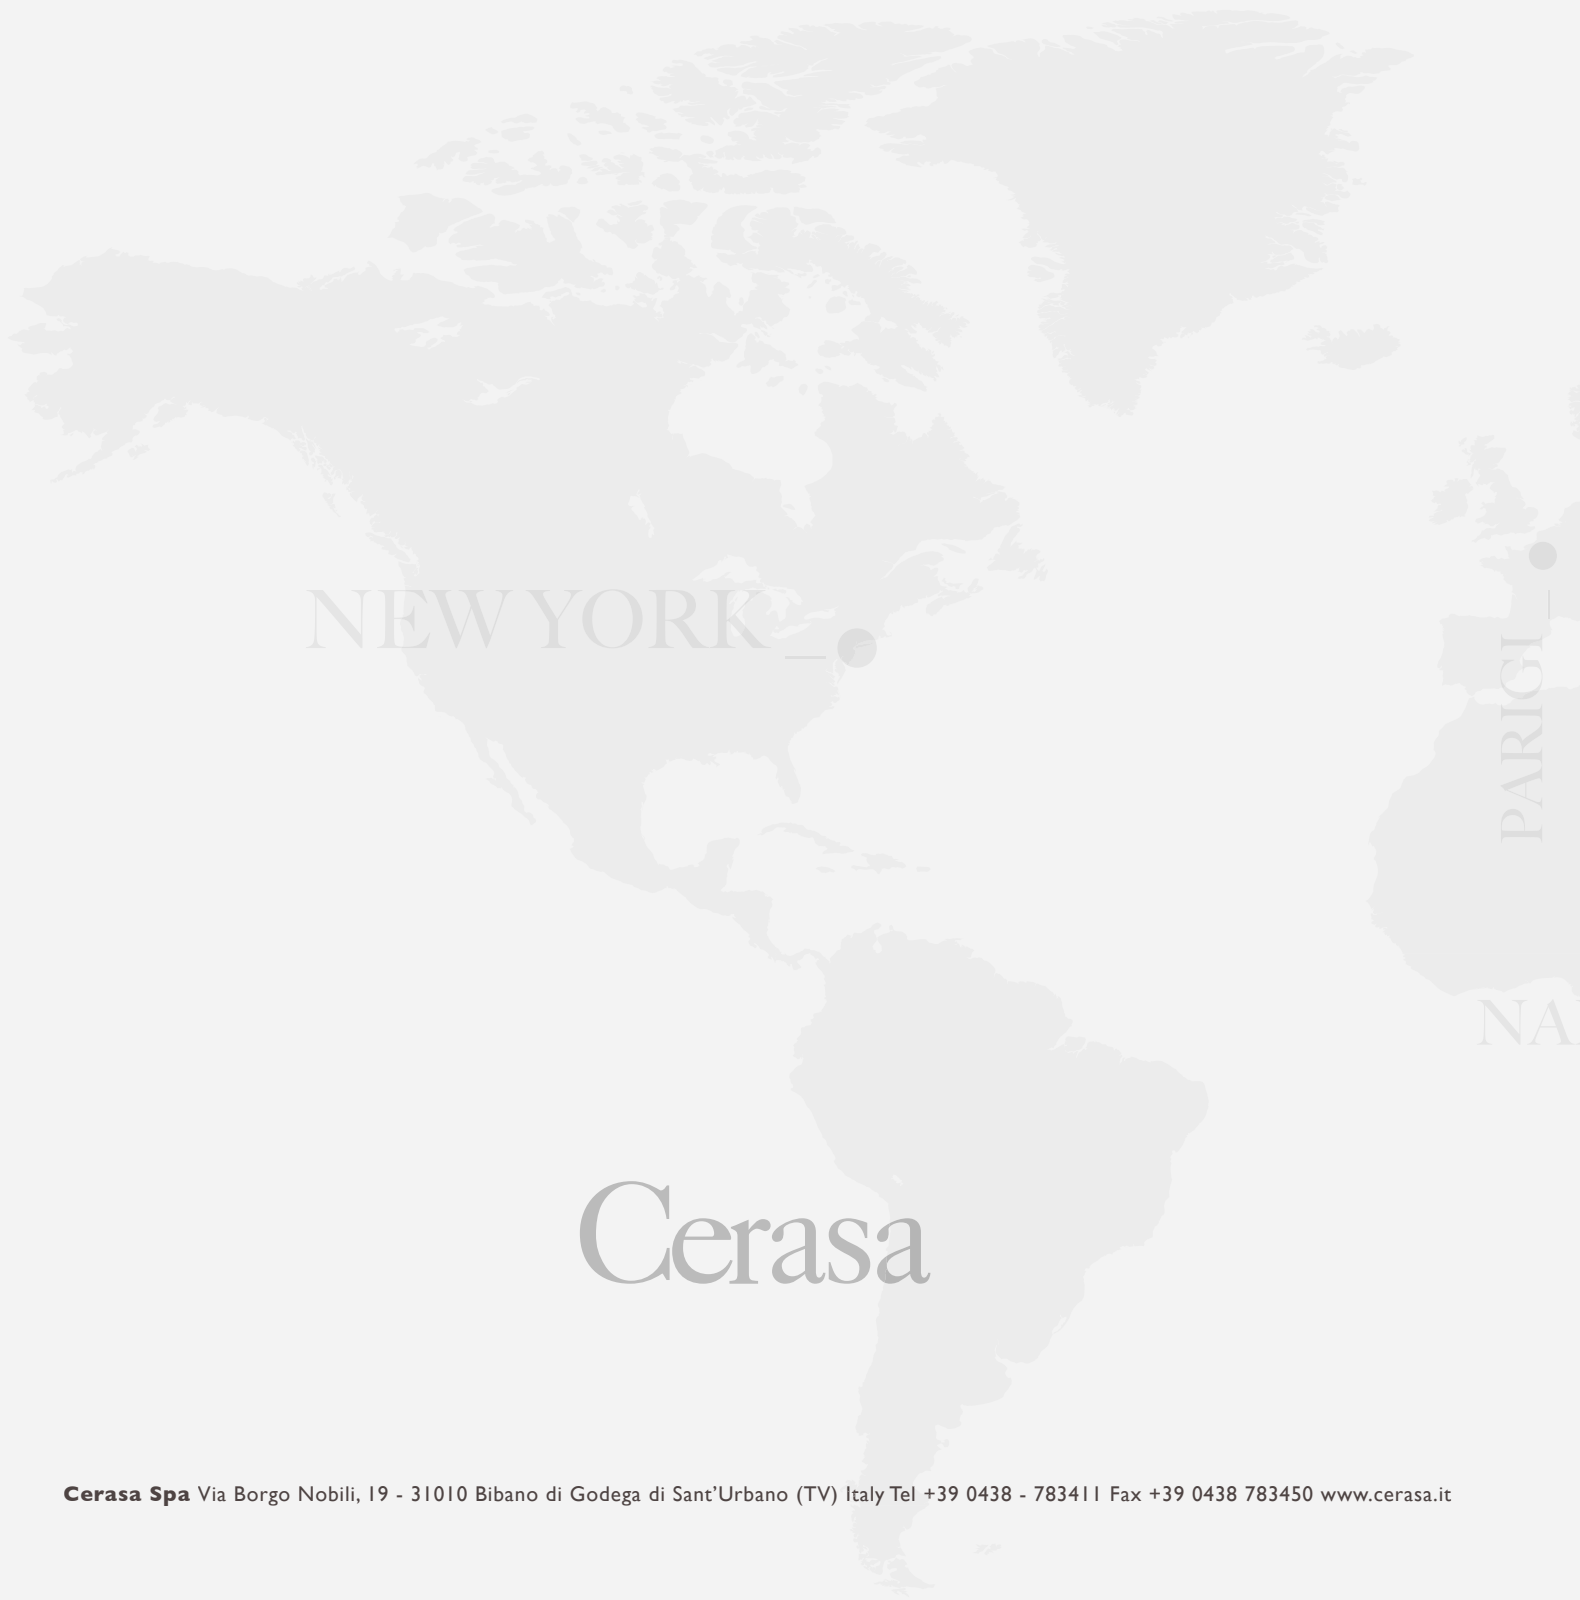 NEW YORK_
PARIGI_
Cerasa
Cerasa Spa Via Borgo Nobili, 19 - 31010 Bibano di Godega di Sant’Urbano (TV) Italy Tel +39 0438 - 783411 Fax +39 0438 783450 www.cerasa.it